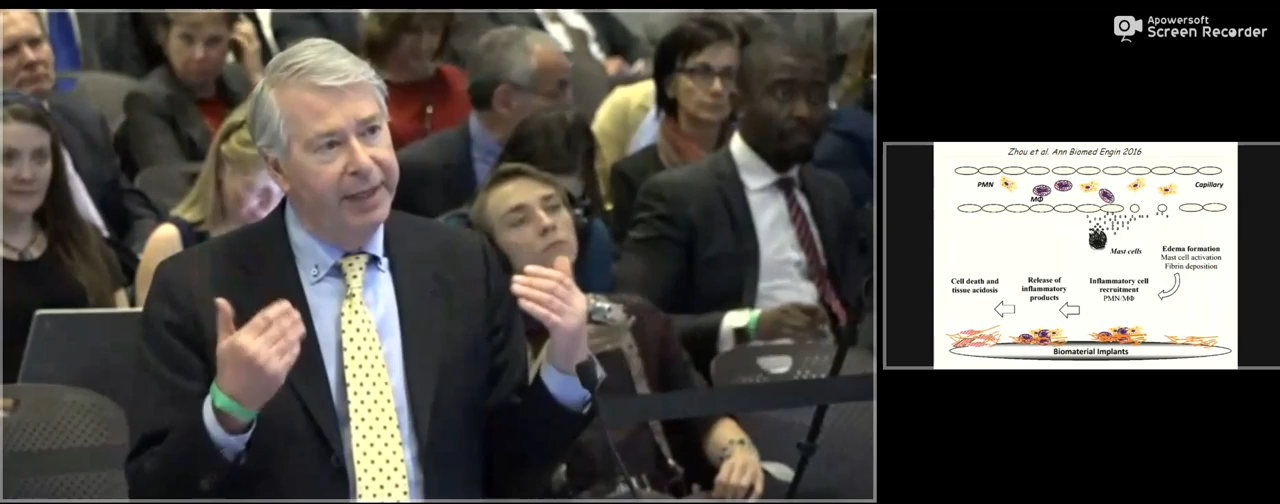 Apowersoft
Screen Recorder
Zhou et al. Ann Biomed Engin 2016
PMN
Capillary
MΦ
Mast cells
Edema formation
Mast cell activation
Fibrin deposition
Cell death and
tissue acidosis
Release of
inflammatory
products
Inflammatory cell
recruitment
PMN/MΦ
Biomaterial Implants